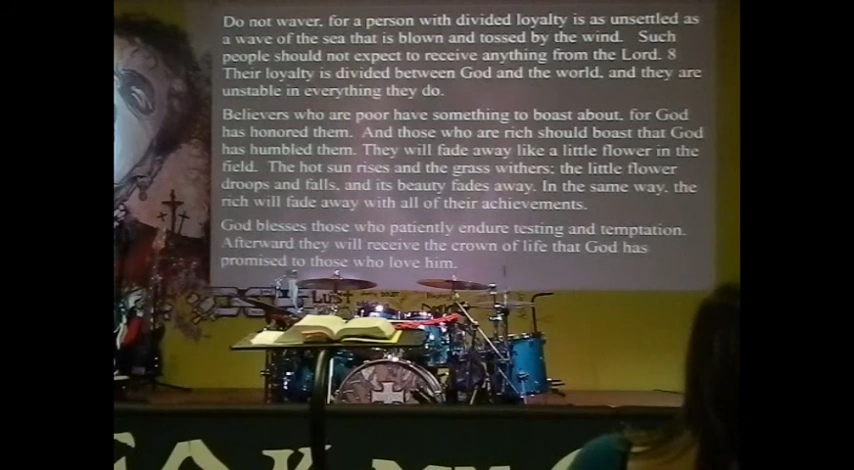 Do not waver, for a person with divided loyalty is as unsettled as
a wave of the sea that is blown and tossed by the wind. Such
people should not expect to receive anything from the Lord. 8
Their loyalty is divided between God and the world, and they are
unstable in everything they do.
Believers who are poor have something to boast about, for God
has honored them. And those who are rich should boast that God
has humbled them. They will fade away like a little flower in the
field. The hot sun rises and the grass withers; the little flower
droops and falls, and its beauty fades away. In the same way, the
rich will fade away with all of their achievements.
God blesses those who patiently endure testing and temptation.
Afterward they will receive the crown of life that God has
promised to those who love him.
Lust